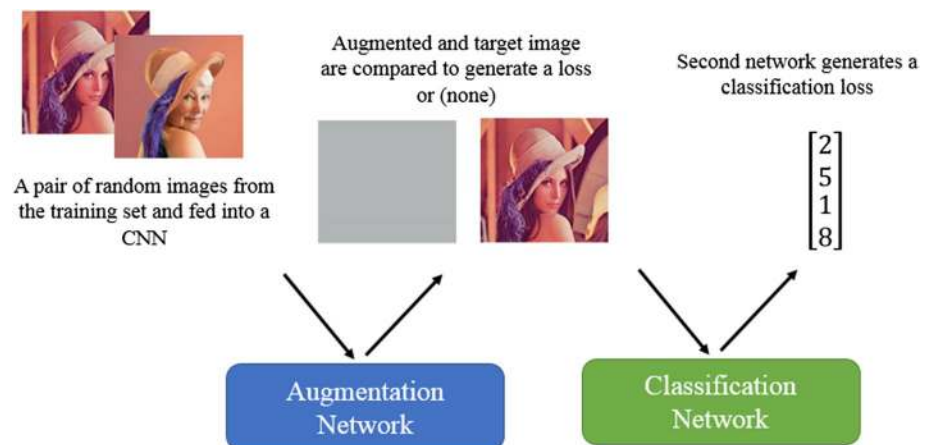 Augmented and target image
are compared to generate a loss
or (none)
Second network generates a
classification loss
A pair of random images from
the training set and fed into a
CNN
2
5
1
8
Augmentation
Network
Classification
Network